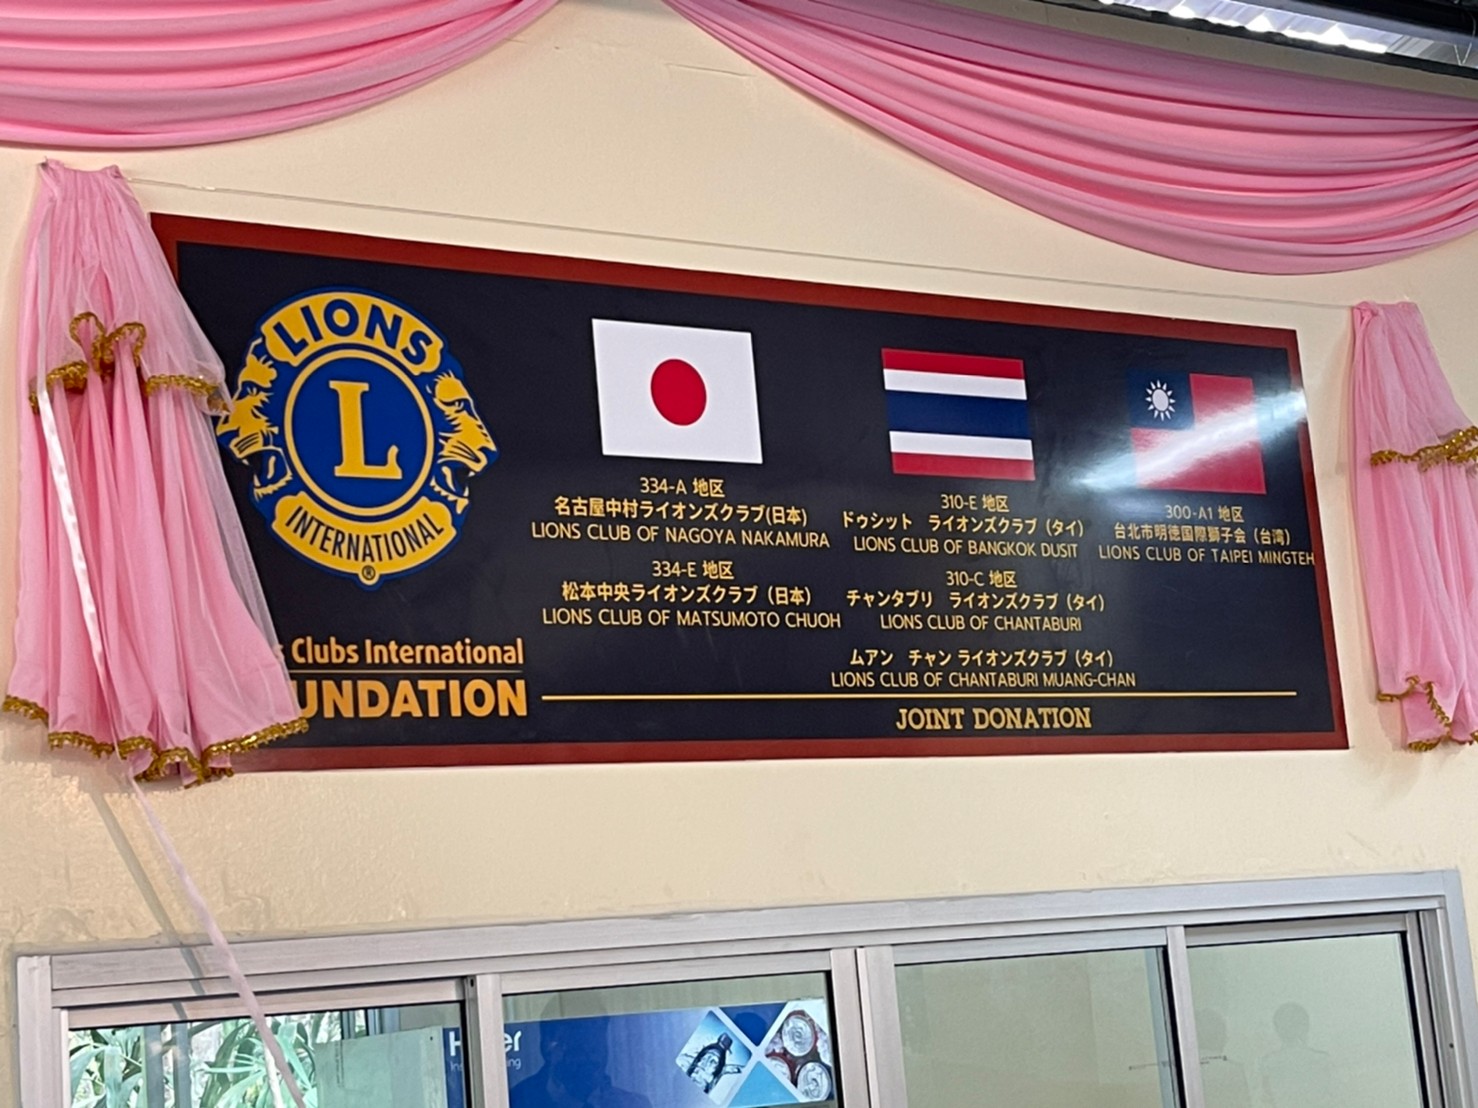 LIONS
L
INTERNATIONAL
®
Clubs International
UNDATION
334-A 地区
名古屋中村ライオンズクラブ(日本)
LIONS CLUB OF NAGOYA NAKAMURA
334-E 地区
松本中央ライオンズクラブ（日本）
LIONS CLUB OF MATSUMOTO CHUOH
310-E 地区
ドゥシット ライオンズクラブ（タイ）
LIONS CLUB OF BANGKOK DUSIT
310-C 地区
チャンタブリ ライオンズクラブ（タイ）
LIONS CLUB OF CHANTABURI
ムアン チャン ライオンズクラブ（タイ）
LIONS CLUB OF CHANTABURI MUANG-CHAN
300-A1 地区
台北市明徳国際獅子会（台湾）
LIONS CLUB OF TAIPEI MINGTEH
JOINT DONATION